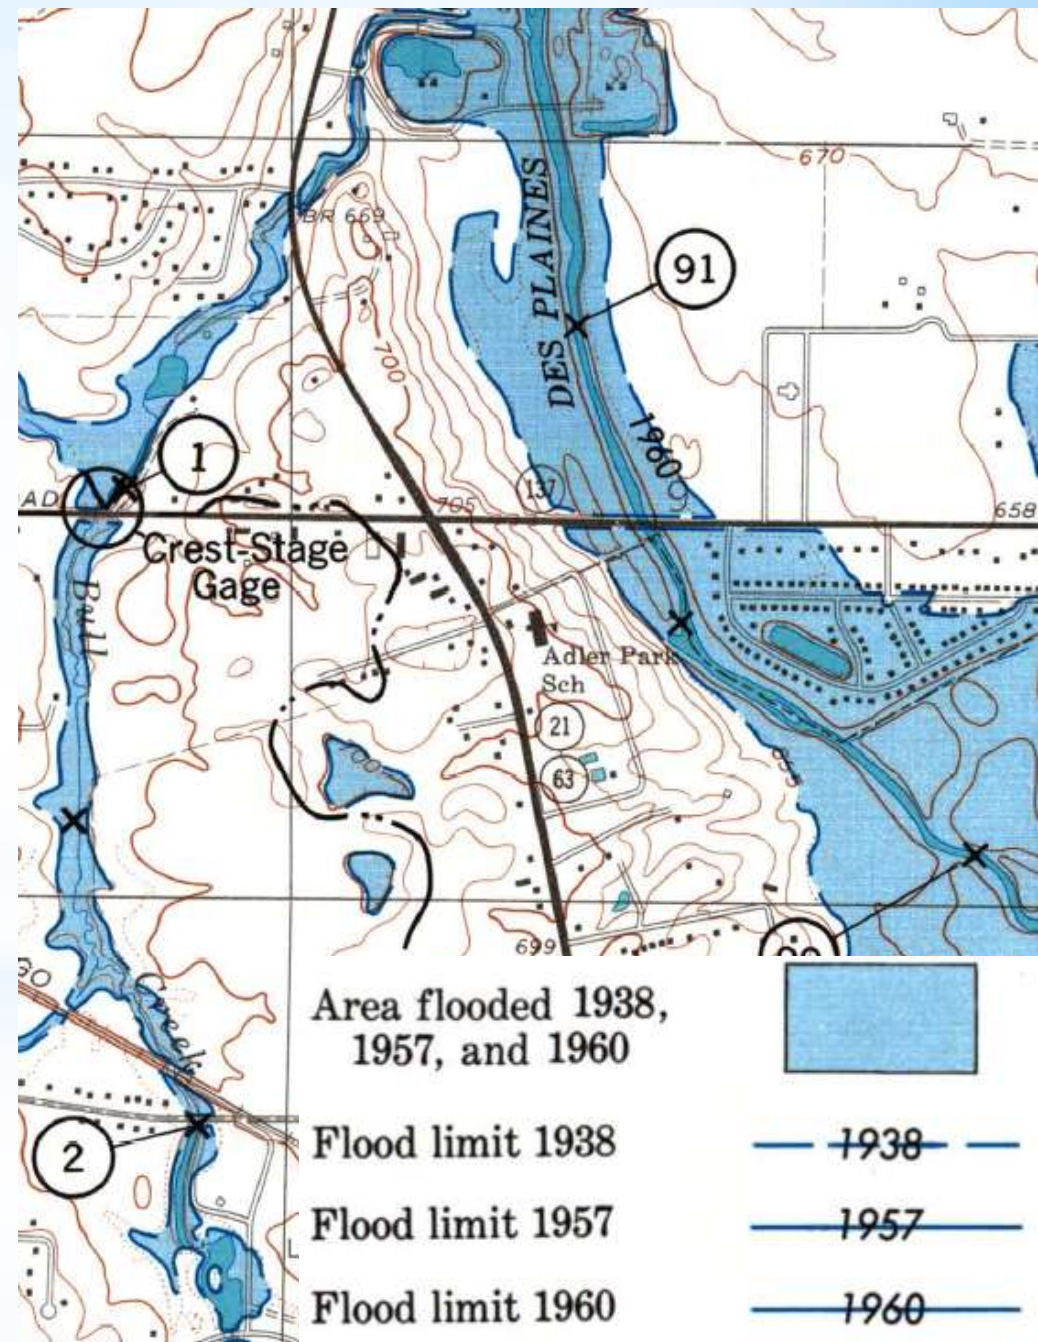 670
BR 669
91
DES PLAINES
700
1960
1
137
705
658
AD
Crest-Stage
Gage
Bull
Adler Park
Sch
21
63
655
699
GO
Creek
2
Area flooded 1938,
1957, and 1960
Flood limit 1938
1938
Flood limit 1957
1957
Flood limit 1960
1960